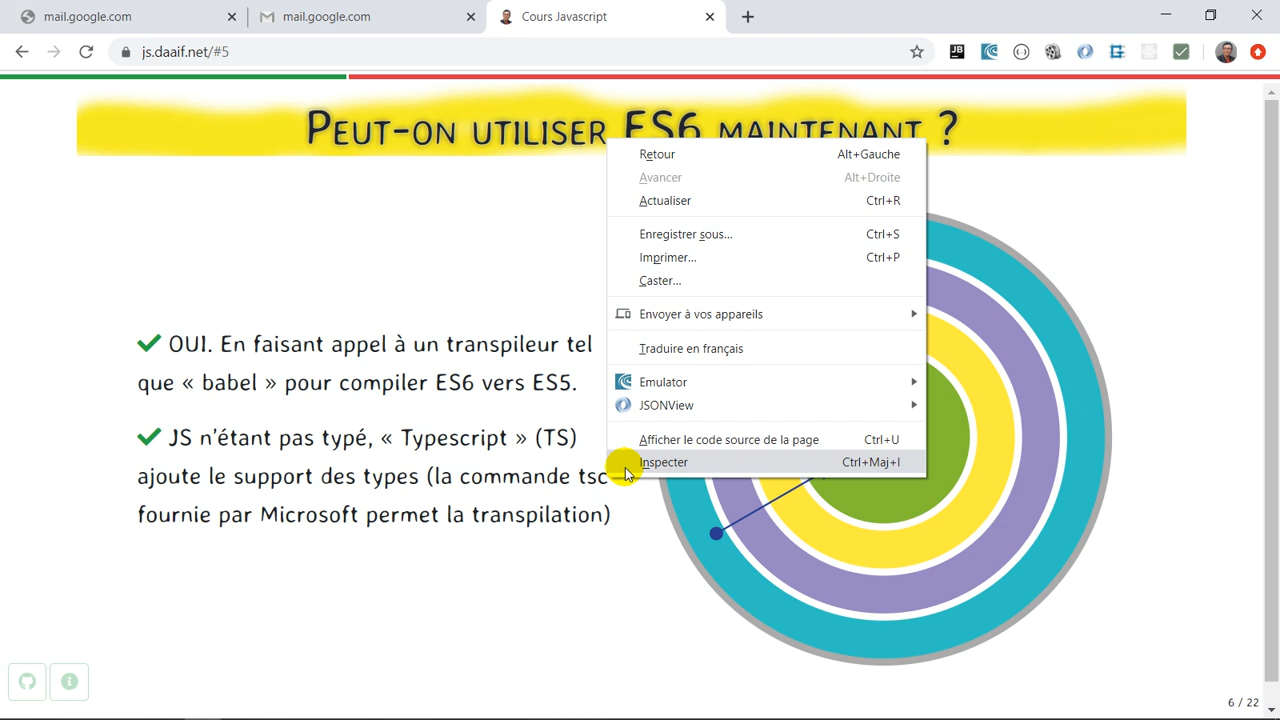 mail.google.com
mail.google.com
Cours Javascript
js.daaif.net/#5
JB
PEUT-ON UTILISER ES6 MAINTENANT ?
Retour Alt+Gauche
Avancer Alt+Droite
Actualiser Ctrl+R
Enregistrer sous... Ctrl+S
Imprimer... Ctrl+P
Caster...
Envoyer à vos appareils
Traduire en français
Emulator
JSONView
Afficher le code source de la page Ctrl+U
Inspecter Ctrl+Maj+I
OUI. En faisant appel à un transpileur tel
que « babel » pour compiler ES6 vers ES5.
JS n'étant pas typé, « Typescript » (TS)
ajoute le support des types (la commande tsc
fournie par Microsoft permet la transpilation)
6 / 22